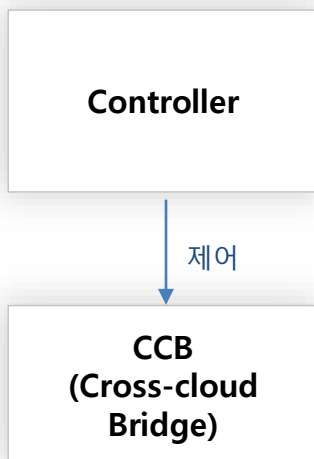 Controller
제어
CCB
(Cross-cloud
Bridge)